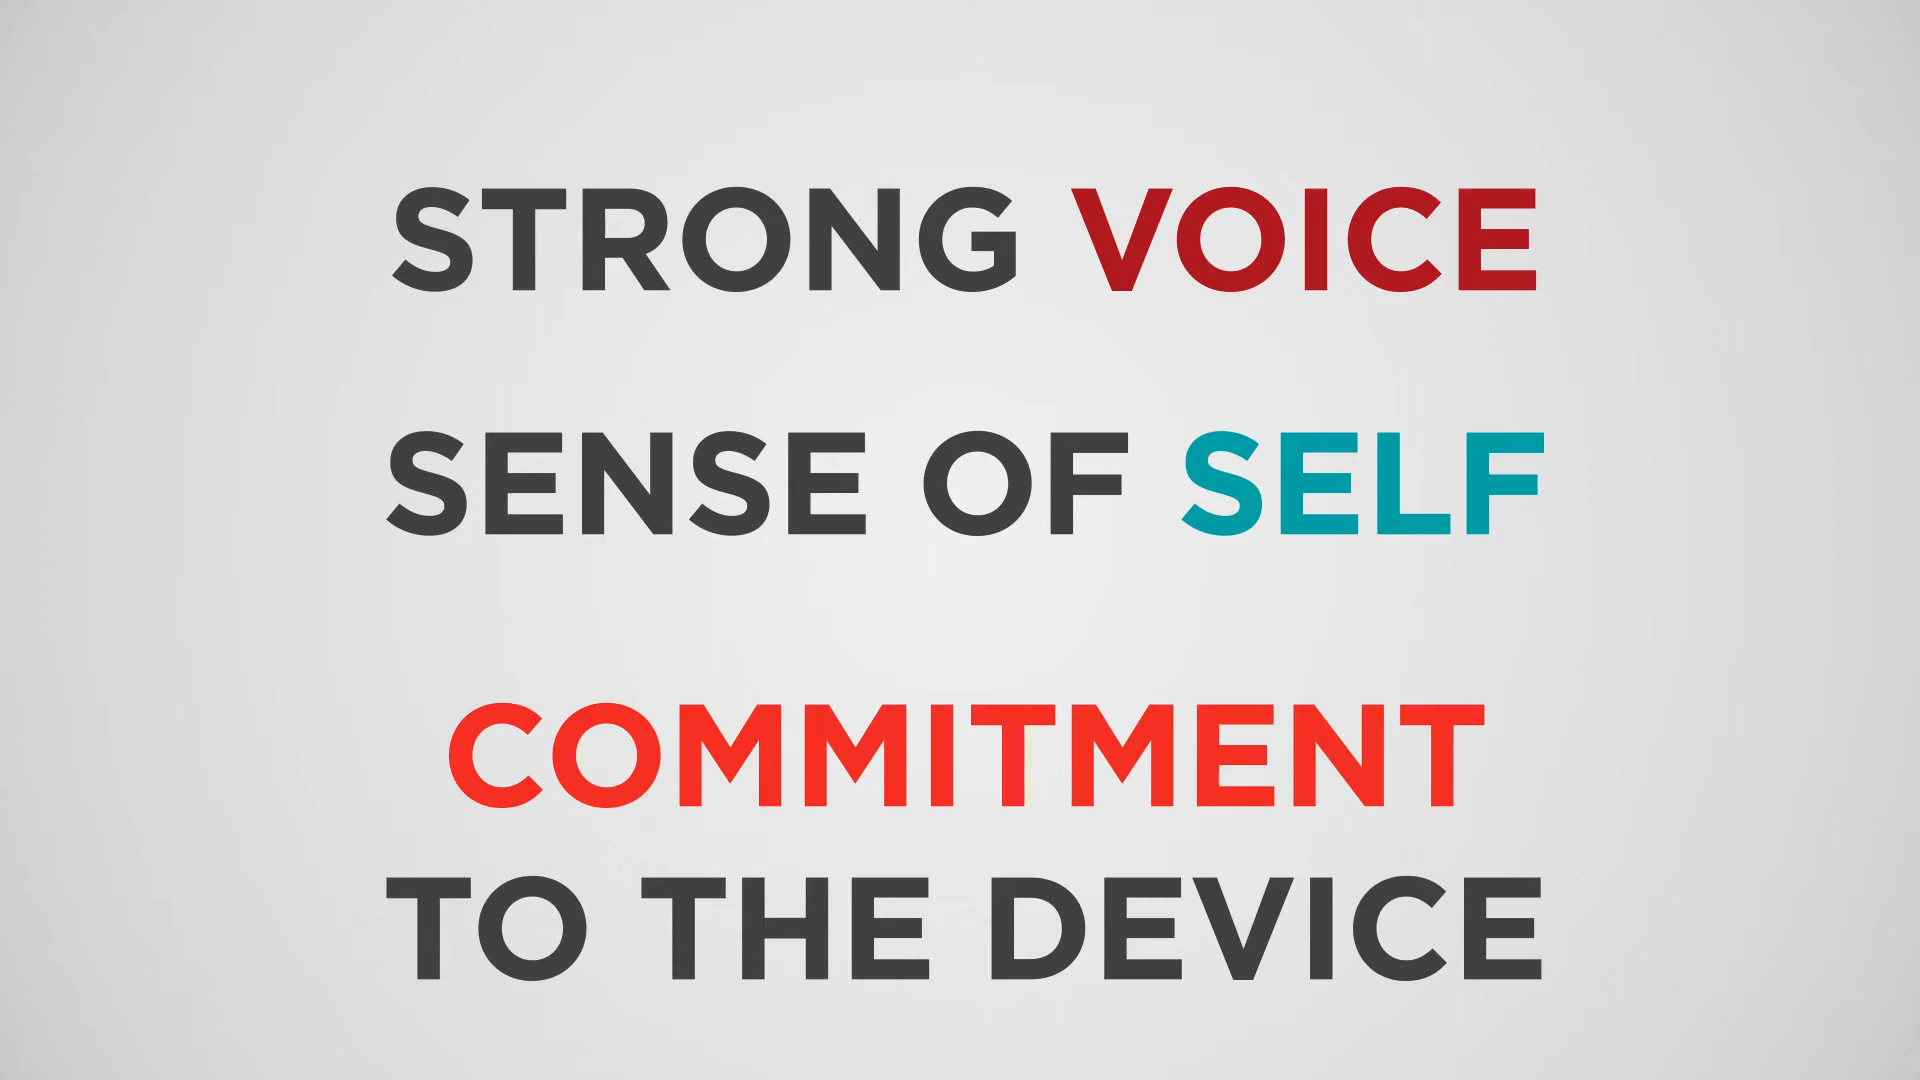 STRONG VOICE
SENSE OF SELF
COMMITMENT
TO THE DEVICE